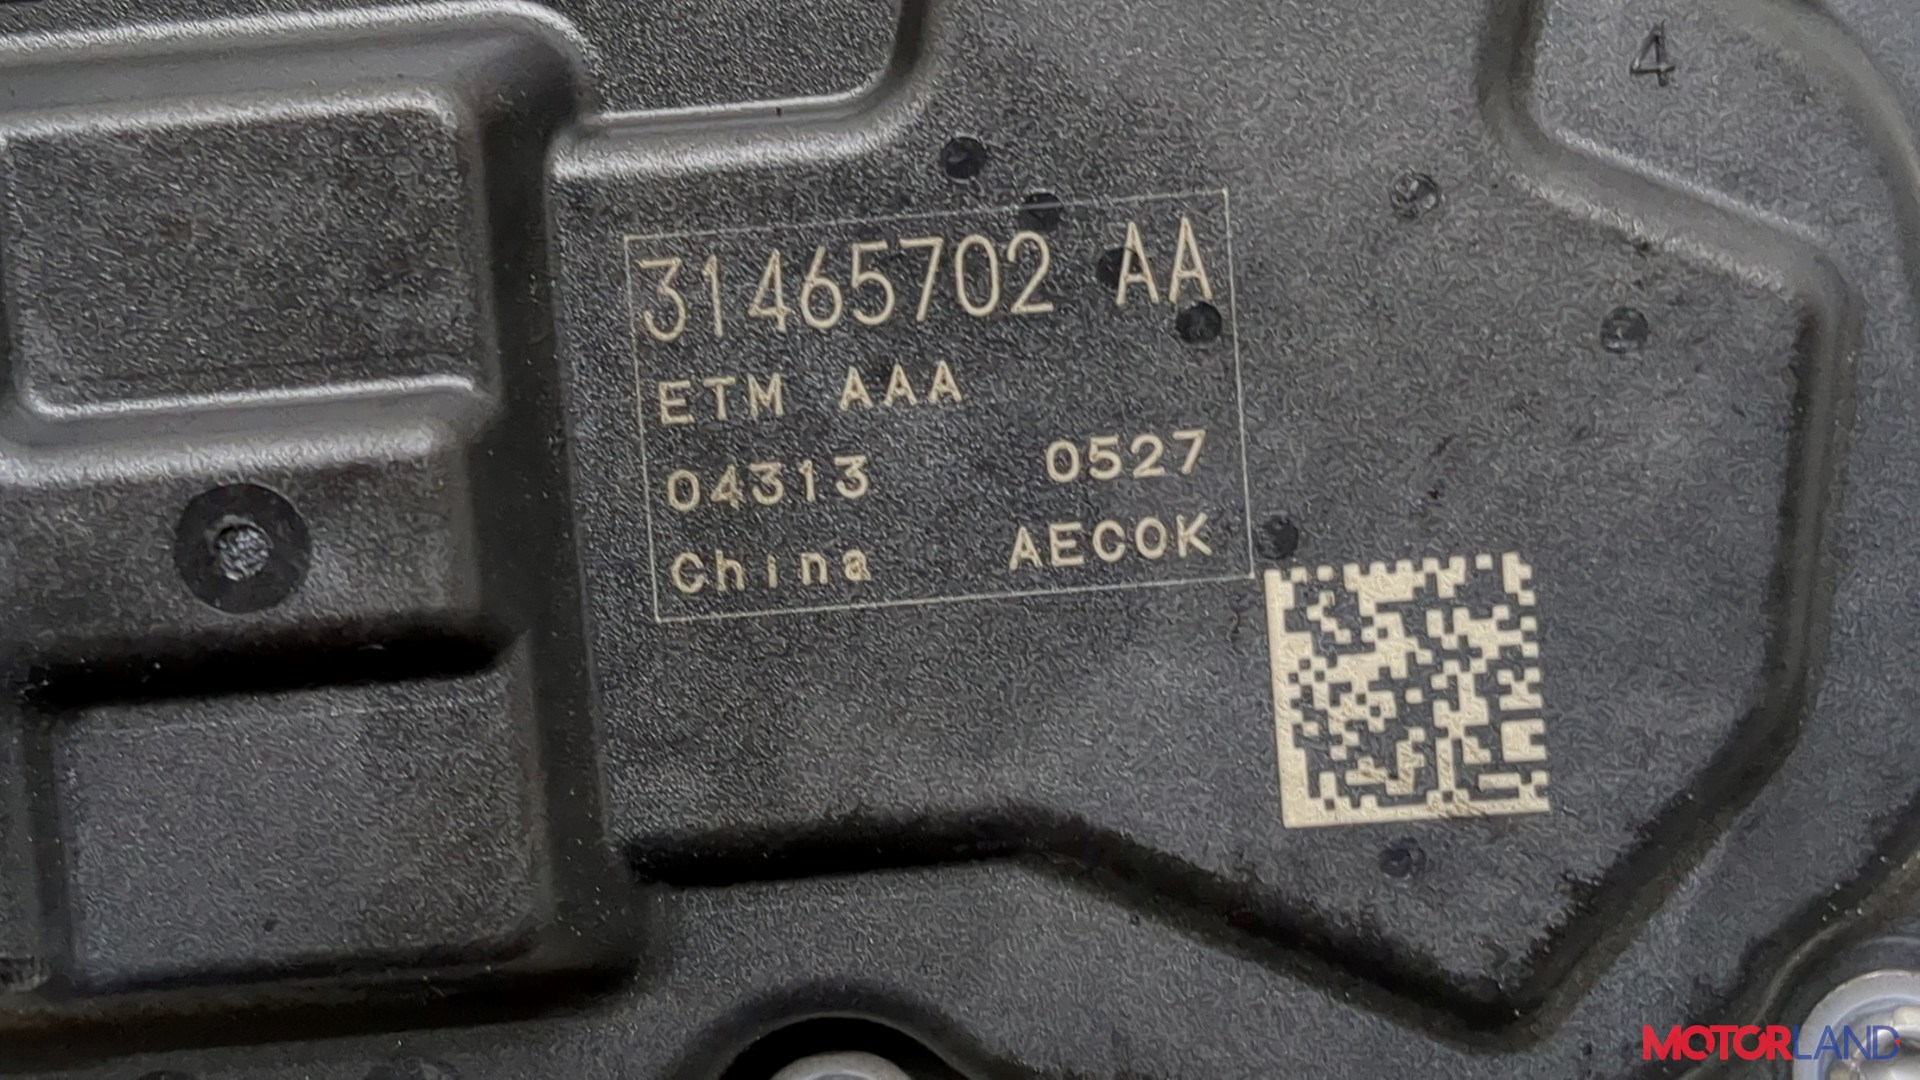 4
31465702 AA
ETM AAA
04313 0527
China AECOK
MOTORLAND